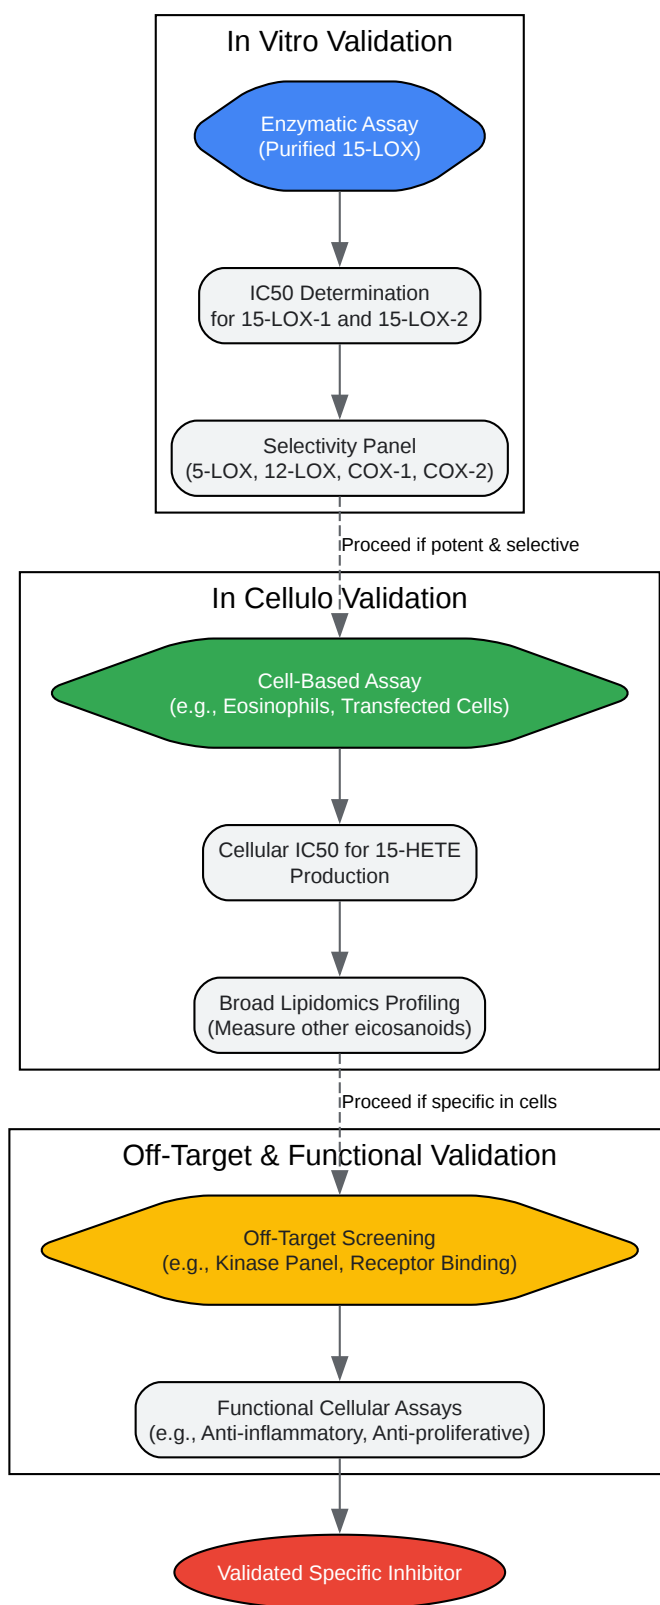 In Vitro Validation
Enzymatic Assay
(Purified 15-LOX)
IC50 Determination
for 15-LOX-1 and 15-LOX-2
Selectivity Panel
(5-LOX, 12-LOX, COX-1, COX-2)
Proceed if potent & selective
In Cellulo Validation
Cell-Based Assay
(e.g., Eosinophils, Transfected Cells)
Cellular IC50 for 15-HETE
Production
Broad Lipidomics Profiling
(Measure other eicosanoids)
Proceed if specific in cells
Off-Target & Functional Validation
Off-Target Screening
(e.g., Kinase Panel, Receptor Binding)
Functional Cellular Assays
(e.g., Anti-inflammatory, Anti-proliferative)
Validated Specific Inhibitor